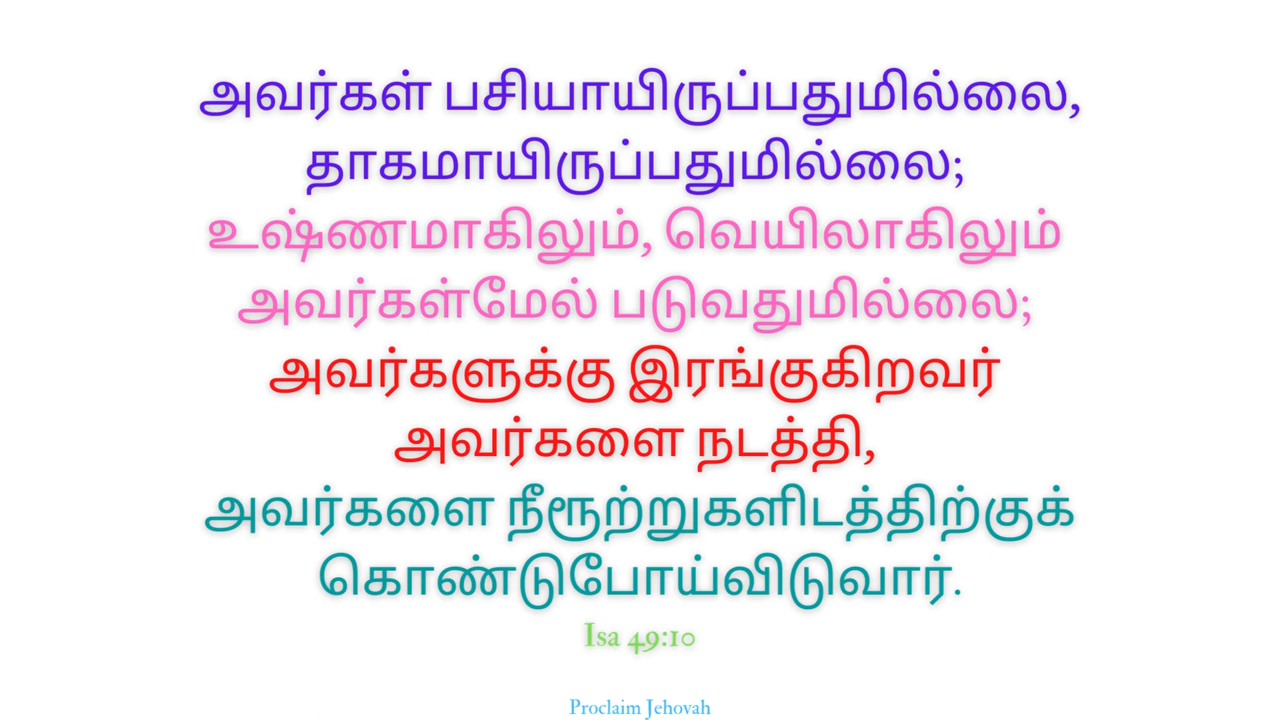 அவர்கள் பசியாயிருப்பதுமில்லை,
தாகமாயிருப்பதுமில்லை;
உஷ்ணமாகிலும், வெயிலாகிலும்
அவர்கள்மேல் படுவதுமில்லை;
அவர்களுக்கு இரங்குகிறவர்
அவர்களை நடத்தி,
அவர்களை நீரூற்றுகளிடத்திற்குக்
கொண்டுபோய்விடுவார்.
Isa 49:10
Proclaim Jehovah